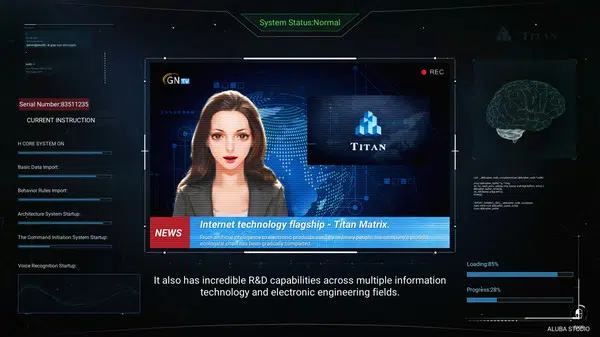 System Status:Normal
TITAN
Serial Number:83511235
CURRENT INSTRUCTION
H CORE SYSTEM ON
Basic Data Import:
Behavior Rules Import:
Architecture System Startup:
The Command Initiation System Startup:
Voice Recognition Startup:
GN TV
REC
TITAN
NEWS
Internet technology flagship - Titan Matrix.
It also has incredible R&D capabilities across multiple information
technology and electronic engineering fields.
Loading:85%
Progress:28%
ALUBA STUDIO